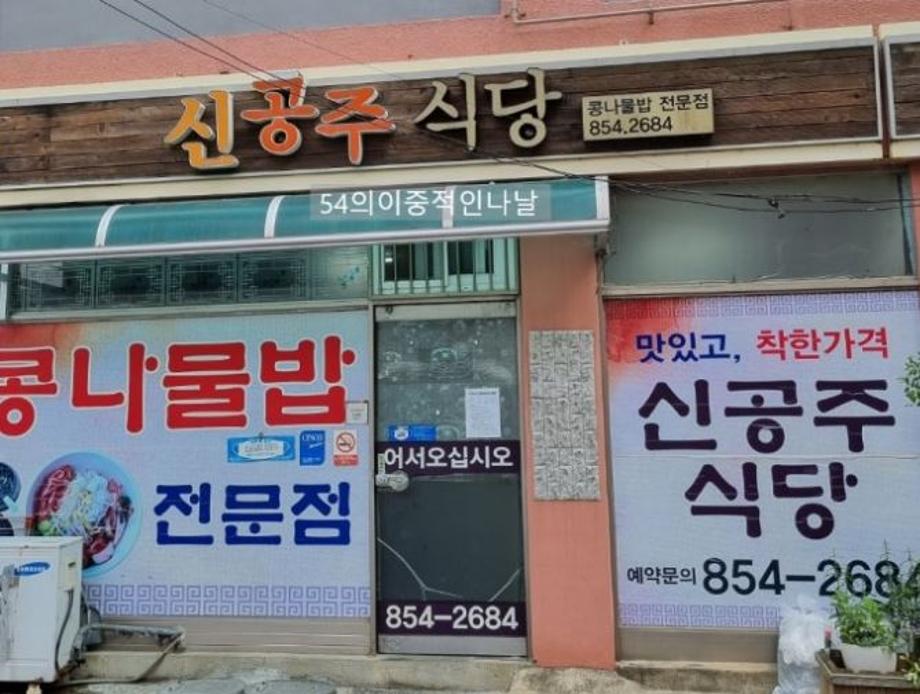 신공주 식당
콩나물밥 전문점
854.2684
54의이중적인나날
콩나물밥
전문점
SAMSUNG
어서오십시오
854-2684
맛있고, 착한가격
신공주
식당
예약문의 854-2684